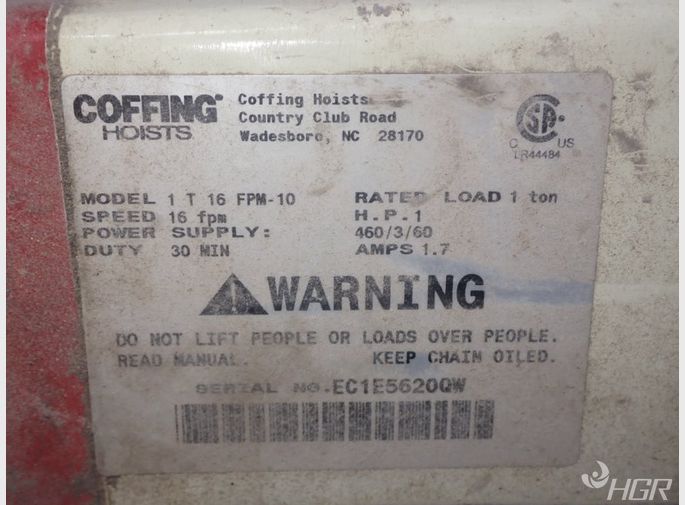 COFFING
HOISTS
Coffing Hoists
Country Club Road
Wadesboro, NC 28170
C US
LR44484
MODEL 1 T 16 FPM-10 RATED LOAD 1 ton
SPEED 16 fpm H.P. 1
POWER SUPPLY: 460/3/60
DUTY 30 MIN AMPS 1.7
WARNING
DO NOT LIFT PEOPLE OR LOADS OVER PEOPLE.
READ MANUAL. KEEP CHAIN OILED.
SERIAL NO. EC1E5620QW
HGR